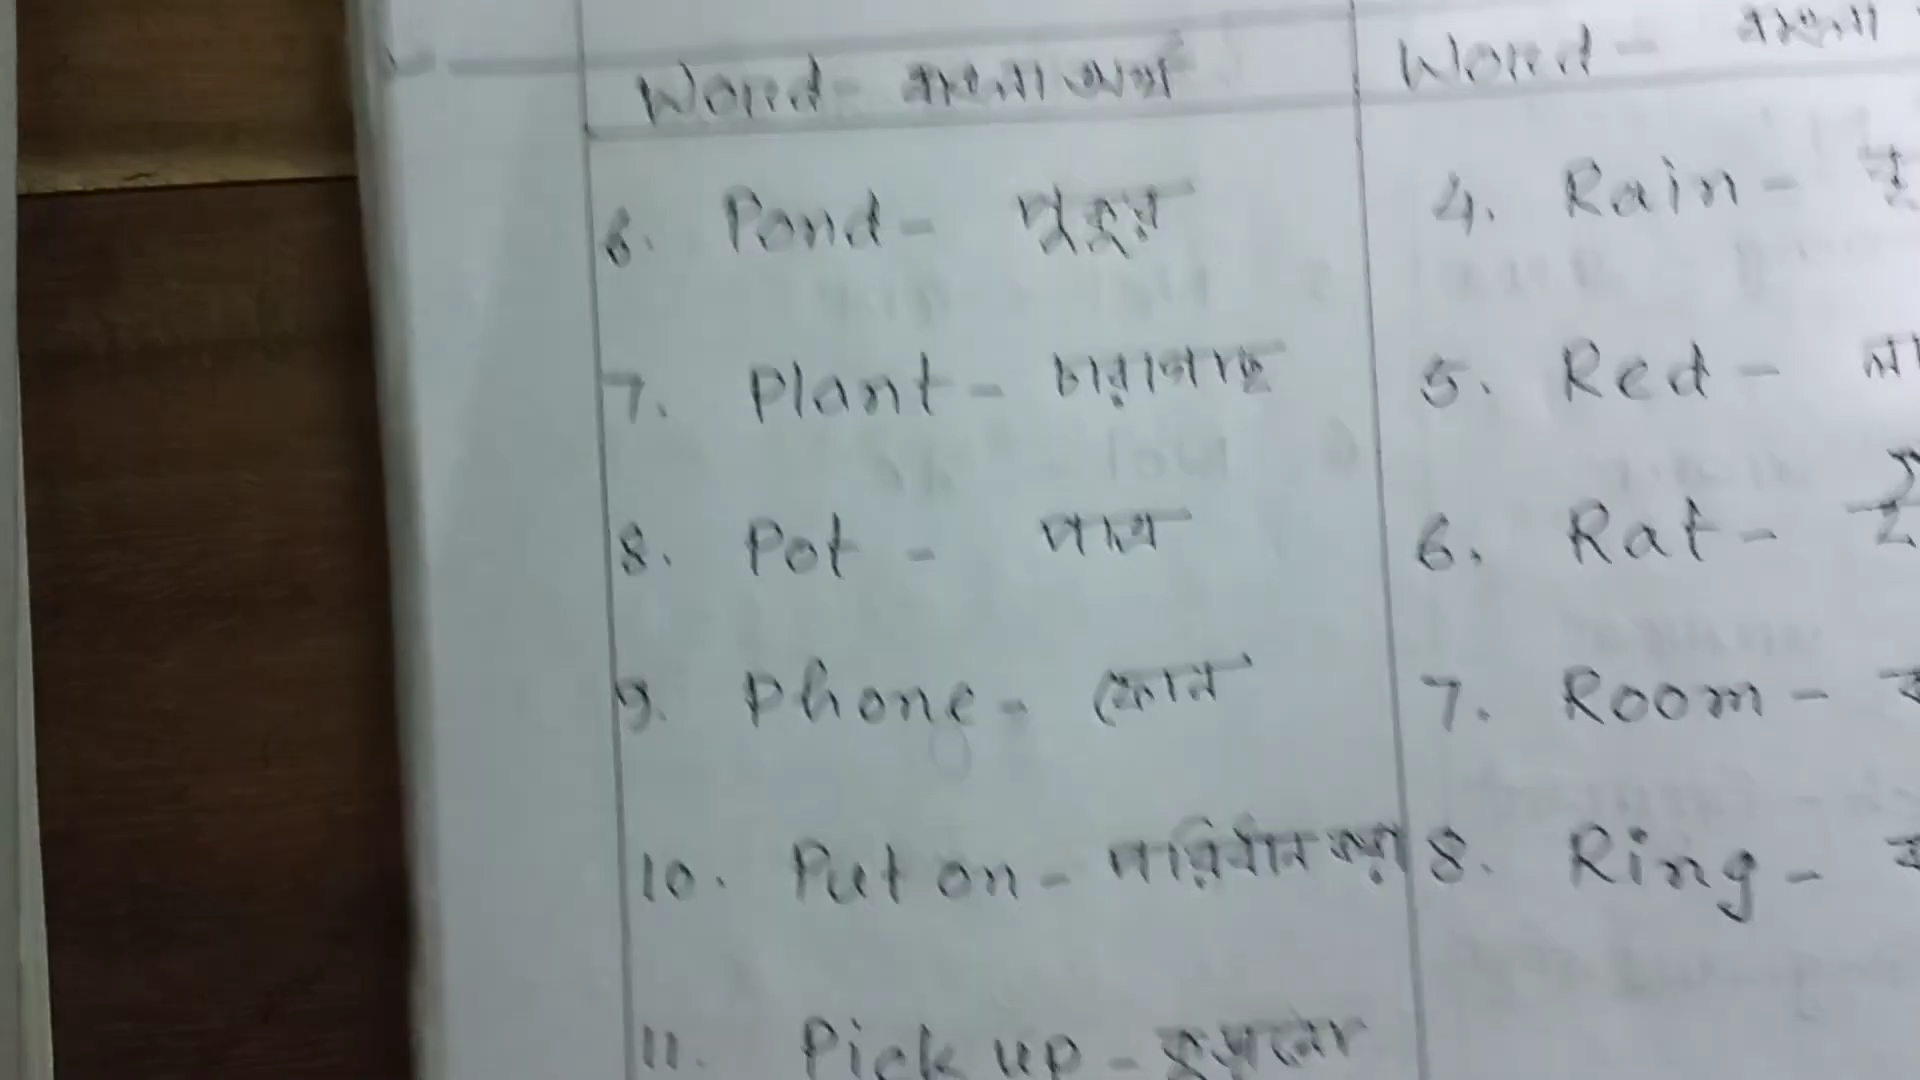 Word - বাংলা অর্থ
6. Pond - পুকুর
7. Plant - চারাগাছ
8. Pot - পাত্র
9. Phone - ফোন
10. Put on - পরিধান করা
11. Pick up -
Word - বাংলা
4. Rain -
5. Red -
6. Rat -
7. Room -
8. Ring -